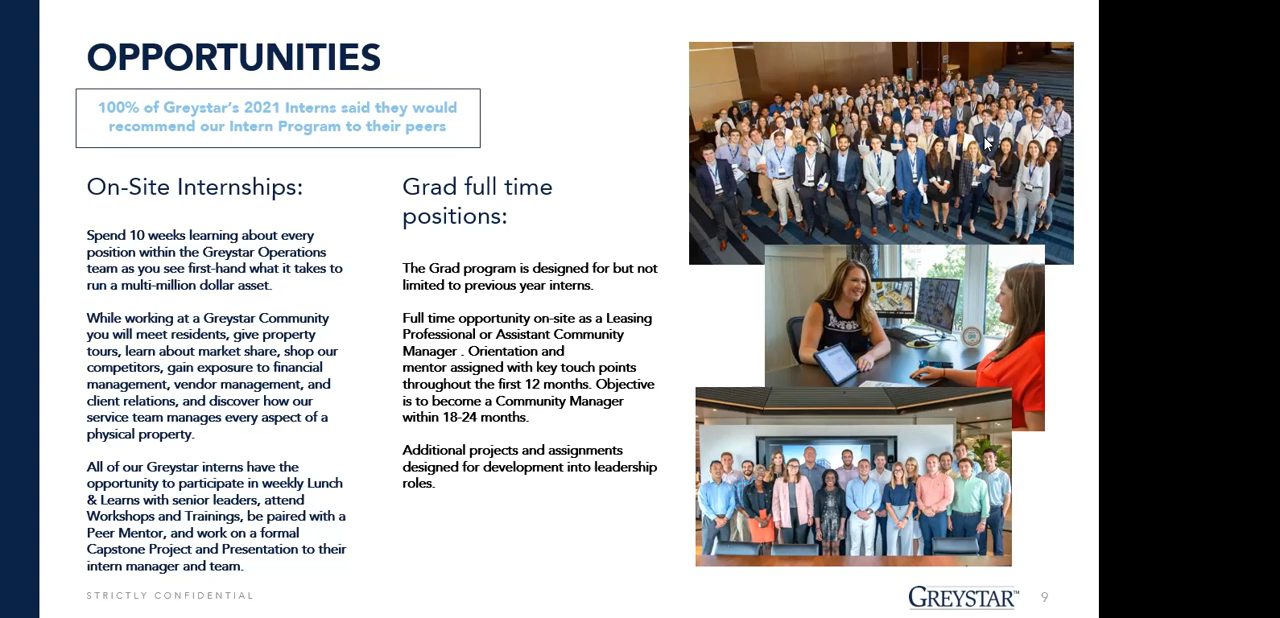 OPPORTUNITIES
100% of Greystar's 2021 Interns said they would
recommend our Intern Program to their peers
On-Site Internships:
Spend 10 weeks learning about every
position within the Greystar Operations
team as you see first-hand what it takes to
run a multi-million dollar asset.
While working at a Greystar Community
you will meet residents, give property
tours, learn about market share, shop our
competitors, gain exposure to financial
management, vendor management, and
client relations, and discover how our
service team manages every aspect of a
physical property.
All of our Greystar interns have the
opportunity to participate in weekly Lunch
& Learns with senior leaders, attend
Workshops and Trainings, be paired with a
Peer Mentor, and work on a formal
Capstone Project and Presentation to their
intern manager and team.
Grad full time
positions:
The Grad program is designed for but not
limited to previous year interns.
Full time opportunity on-site as a Leasing
Professional or Assistant Community
Manager . Orientation and
mentor assigned with key touch points
throughout the first 12 months. Objective
is to become a Community Manager
within 18-24 months.
Additional projects and assignments
designed for development into leadership
roles.
STRICTLY CONFIDENTIAL
GREYSTAR™
9